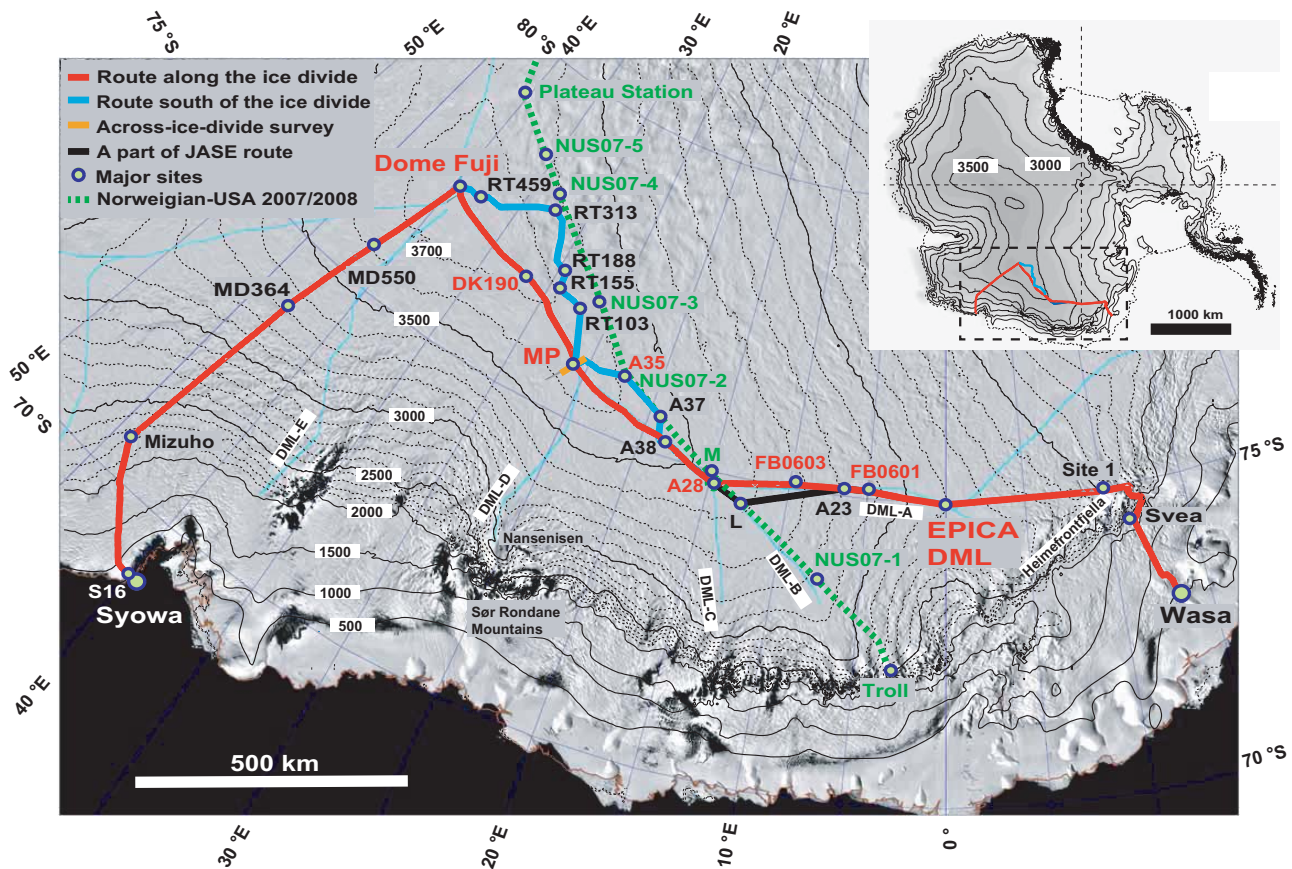 75 °S
50 °E
80 °S
40 °E
30 °E
20 °E
Route along the ice divide
Route south of the ice divide
Across-ice-divide survey
A part of JASE route
Major sites
Norwegian-USA 2007/2008
Plateau Station
NUS07-5
Dome Fuji
RT459
NUS07-4
RT313
3500
3000
1000 km
3700
MD550
MD364
DK190
RT188
RT155
NUS07-3
RT103
3500
MP
A35
NUS07-2
50 °E
70 °S
3000
A37
Mizuho
DML-E
A38
M
FB0603
FB0601
Site 1
75 °S
2500
DML-D
A28
2000
L
A23
DML-A
EPICA
DML
Svea
Heimefrontfjella
Nansenisen
1500
NUS07-1
DML-B
DML-C
S16
Syowa
1000
Sør Rondane
Mountains
500
Wasa
Troll
40 °E
500 km
70 °S
30 °E
20 °E
10 °E
0 °